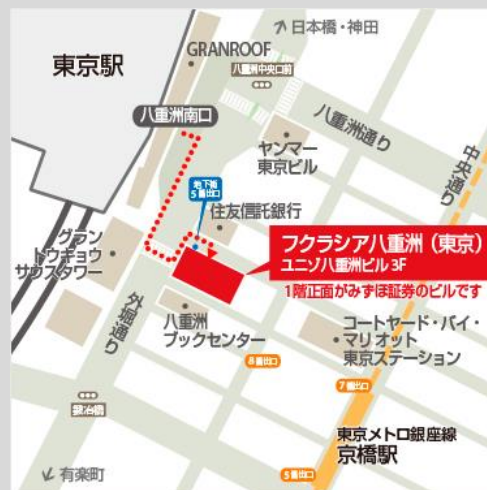 日本橋・神田
GRANROOF
東京駅
八重洲中央口前
八重洲南口
八重洲通り
ヤンマー
東京ビル
中央通り
地下街
5番出口
住友信託銀行
グラン
トウキョウ
サウスタワー
フクラシア八重洲（東京）
ユニゾ八重洲ビル 3F
1階正面がみずほ証券のビルです
外堀通り
八重洲
ブックセンター
コートヤード・バイ・
マリオット
東京ステーション
8番出口
7番出口
鍛冶橋
東京メトロ銀座線
京橋駅
有楽町
5番出口